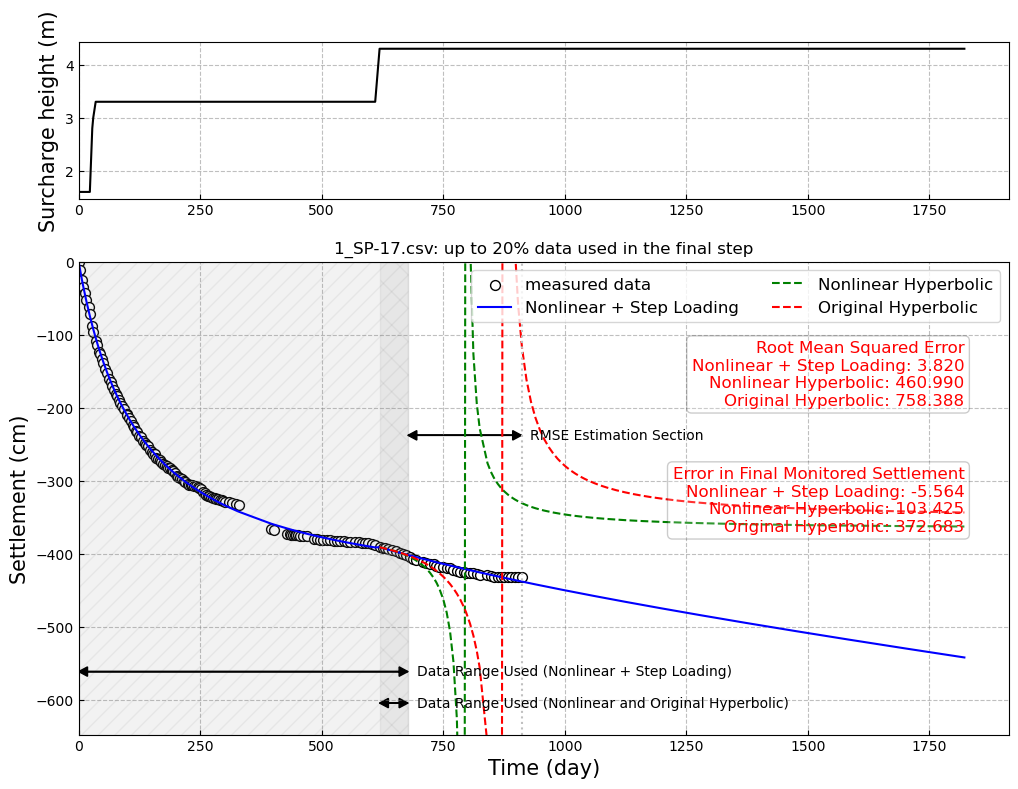 Surcharge height (m)
4
3
2
0 250 500 750 1000 1250 1500 1750
1_SP-17.csv: up to 20% data used in the final step
Settlement (cm)
0
−100
−200
−300
−400
−500
−600
measured data
Nonlinear + Step Loading
Nonlinear Hyperbolic
Original Hyperbolic
Root Mean Squared Error
Nonlinear + Step Loading: 3.820
Nonlinear Hyperbolic: 460.990
Original Hyperbolic: 758.388
RMSE Estimation Section
Error in Final Monitored Settlement
Nonlinear + Step Loading: -5.564
Nonlinear Hyperbolic: 103.425
Original Hyperbolic: 372.683
Data Range Used (Nonlinear + Step Loading)
Data Range Used (Nonlinear and Original Hyperbolic)
0 250 500 750 1000 1250 1500 1750
Time (day)